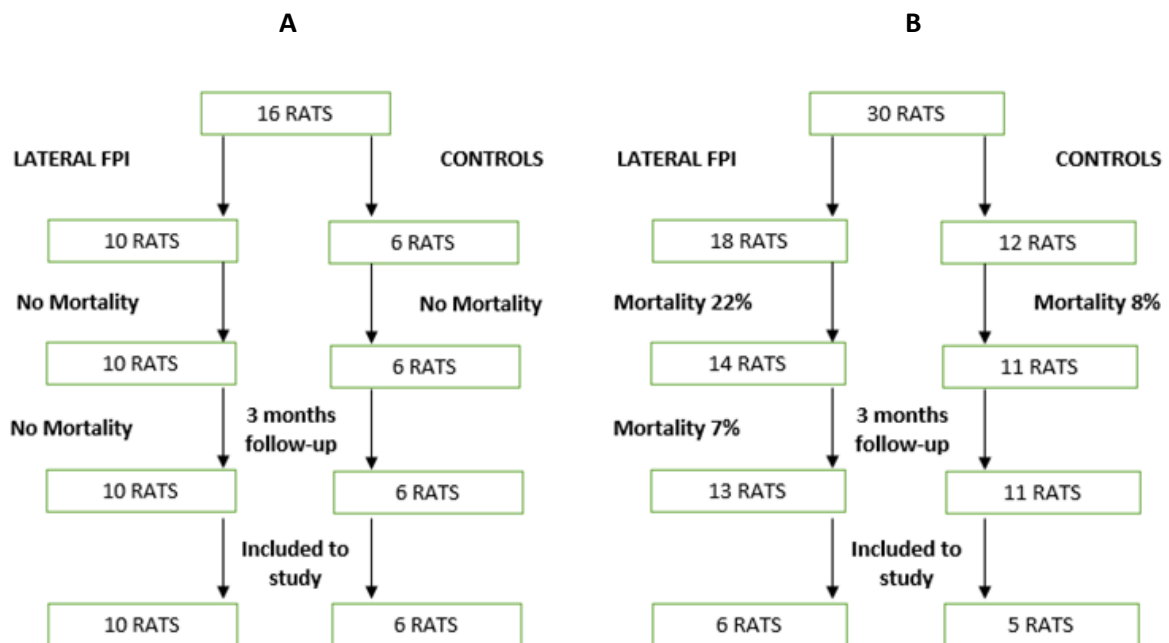 A
16 RATS
LATERAL FPI
CONTROLS
10 RATS
6 RATS
No Mortality
No Mortality
10 RATS
6 RATS
No Mortality
3 months
follow-up
10 RATS
6 RATS
Included to
study
10 RATS
6 RATS
B
30 RATS
LATERAL FPI
CONTROLS
18 RATS
12 RATS
Mortality 22%
Mortality 8%
14 RATS
11 RATS
Mortality 7%
3 months
follow-up
13 RATS
11 RATS
Included to
study
6 RATS
5 RATS